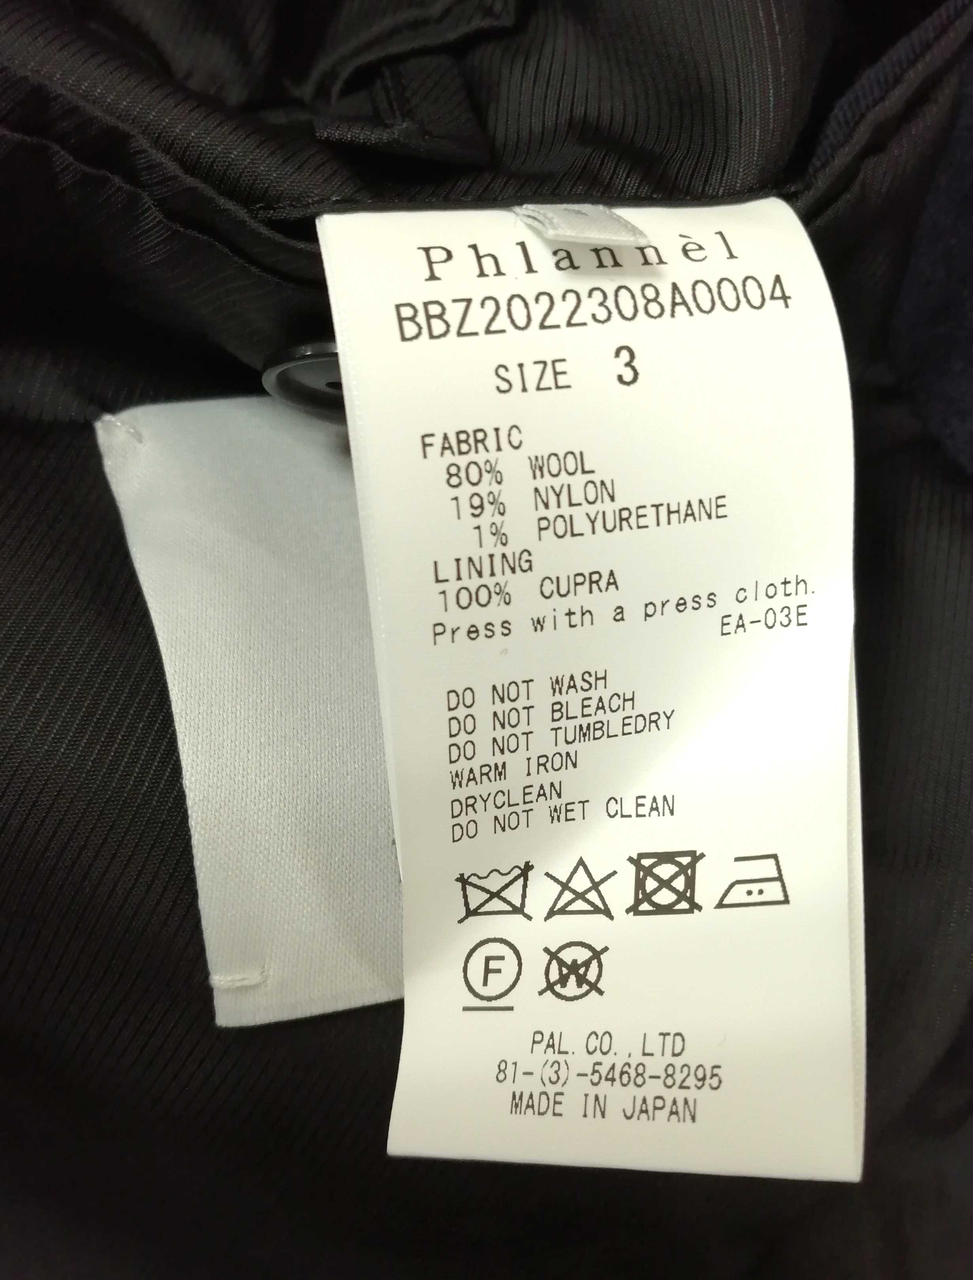 Phlannèl
BBZ2022308A0004
SIZE 3
FABRIC
80% WOOL
19% NYLON
1% POLYURETHANE
LINING
100% CUPRA
Press with a press cloth.
EA-03E
DO NOT WASH
DO NOT BLEACH
DO NOT TUMBLEDRY
WARM IRON
DRYCLEAN
DO NOT WET CLEAN
F W
PAL. CO.,LTD
81-(3)-5468-8295
MADE IN JAPAN